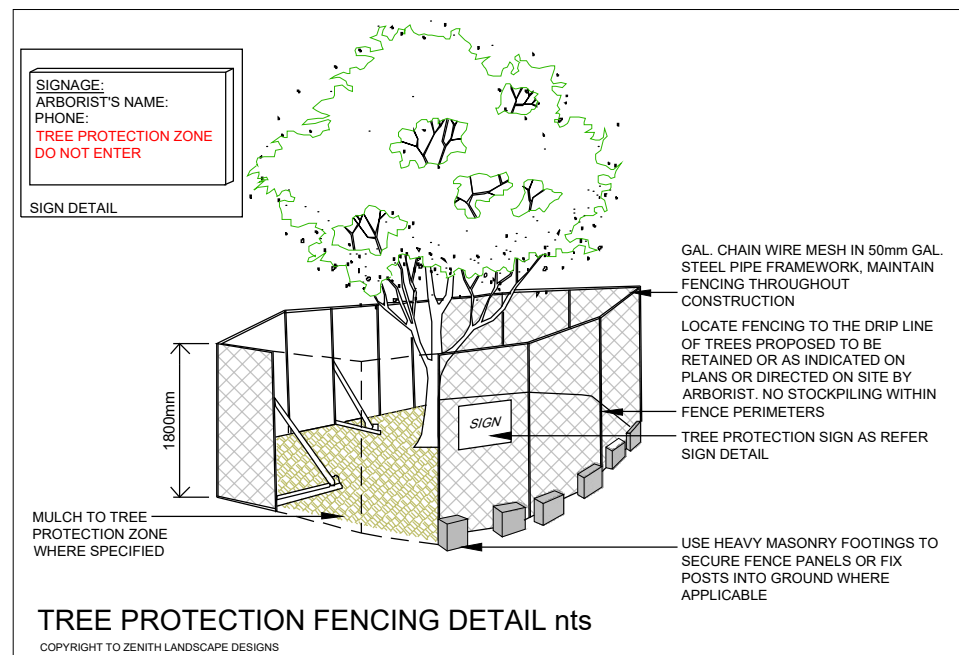 SIGNAGE:
ARBORIST'S NAME:
PHONE:
TREE PROTECTION ZONE
DO NOT ENTER
SIGN DETAIL
GAL. CHAIN WIRE MESH IN 50mm GAL.
STEEL PIPE FRAMEWORK, MAINTAIN
FENCING THROUGHOUT
CONSTRUCTION
LOCATE FENCING TO THE DRIP LINE
OF TREES PROPOSED TO BE
RETAINED OR AS INDICATED ON
PLANS OR DIRECTED ON SITE BY
ARBORIST. NO STOCKPILING WITHIN
FENCE PERIMETERS
1800mm
SIGN
TREE PROTECTION SIGN AS REFER
SIGN DETAIL
MULCH TO TREE
PROTECTION ZONE
WHERE SPECIFIED
USE HEAVY MASONRY FOOTINGS TO
SECURE FENCE PANELS OR FIX
POSTS INTO GROUND WHERE
APPLICABLE
TREE PROTECTION FENCING DETAIL nts
COPYRIGHT TO ZENITH LANDSCAPE DESIGNS